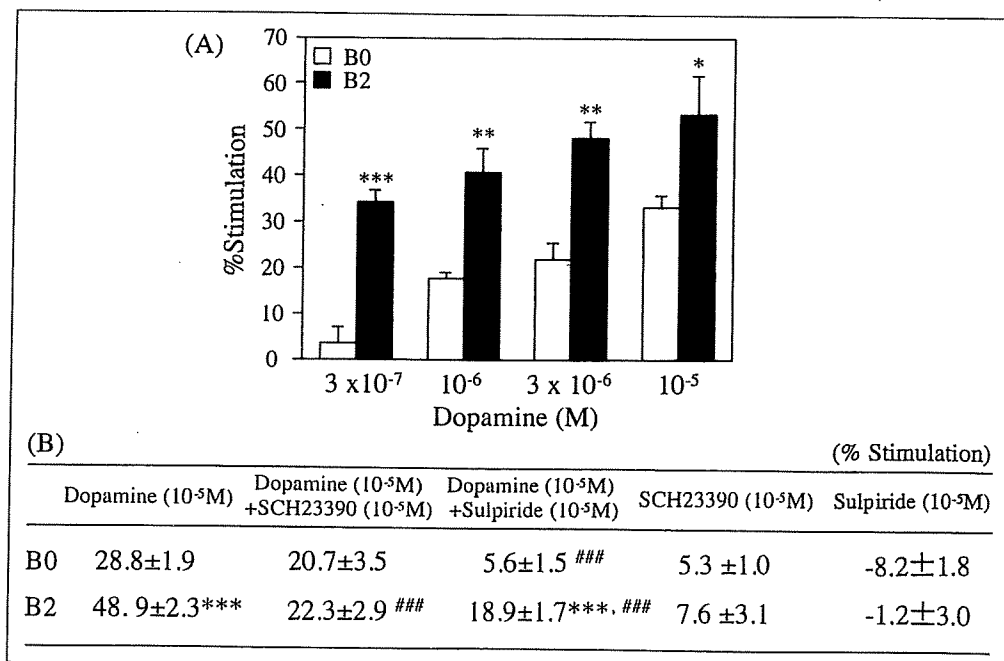 (A)
70
60
50
40
30
20
10
0
%Stimulation
B0
B2
***
**
**
*
3 x10⁻⁷ 10⁻⁶ 3 x 10⁻⁶ 10⁻⁵
Dopamine (M)
(B) (% Stimulation)
Dopamine (10⁻⁵M) Dopamine (10⁻⁵M) +SCH23390 (10⁻⁵M) Dopamine (10⁻⁵M) +Sulpiride (10⁻⁵M) SCH23390 (10⁻⁵M) Sulpiride (10⁻⁵M)
B0 28.8±1.9 20.7±3.5 5.6±1.5 ### 5.3 ±1.0 -8.2±1.8
B2 48. 9±2.3*** 22.3±2.9 ### 18.9±1.7***, ### 7.6 ±3.1 -1.2±3.0